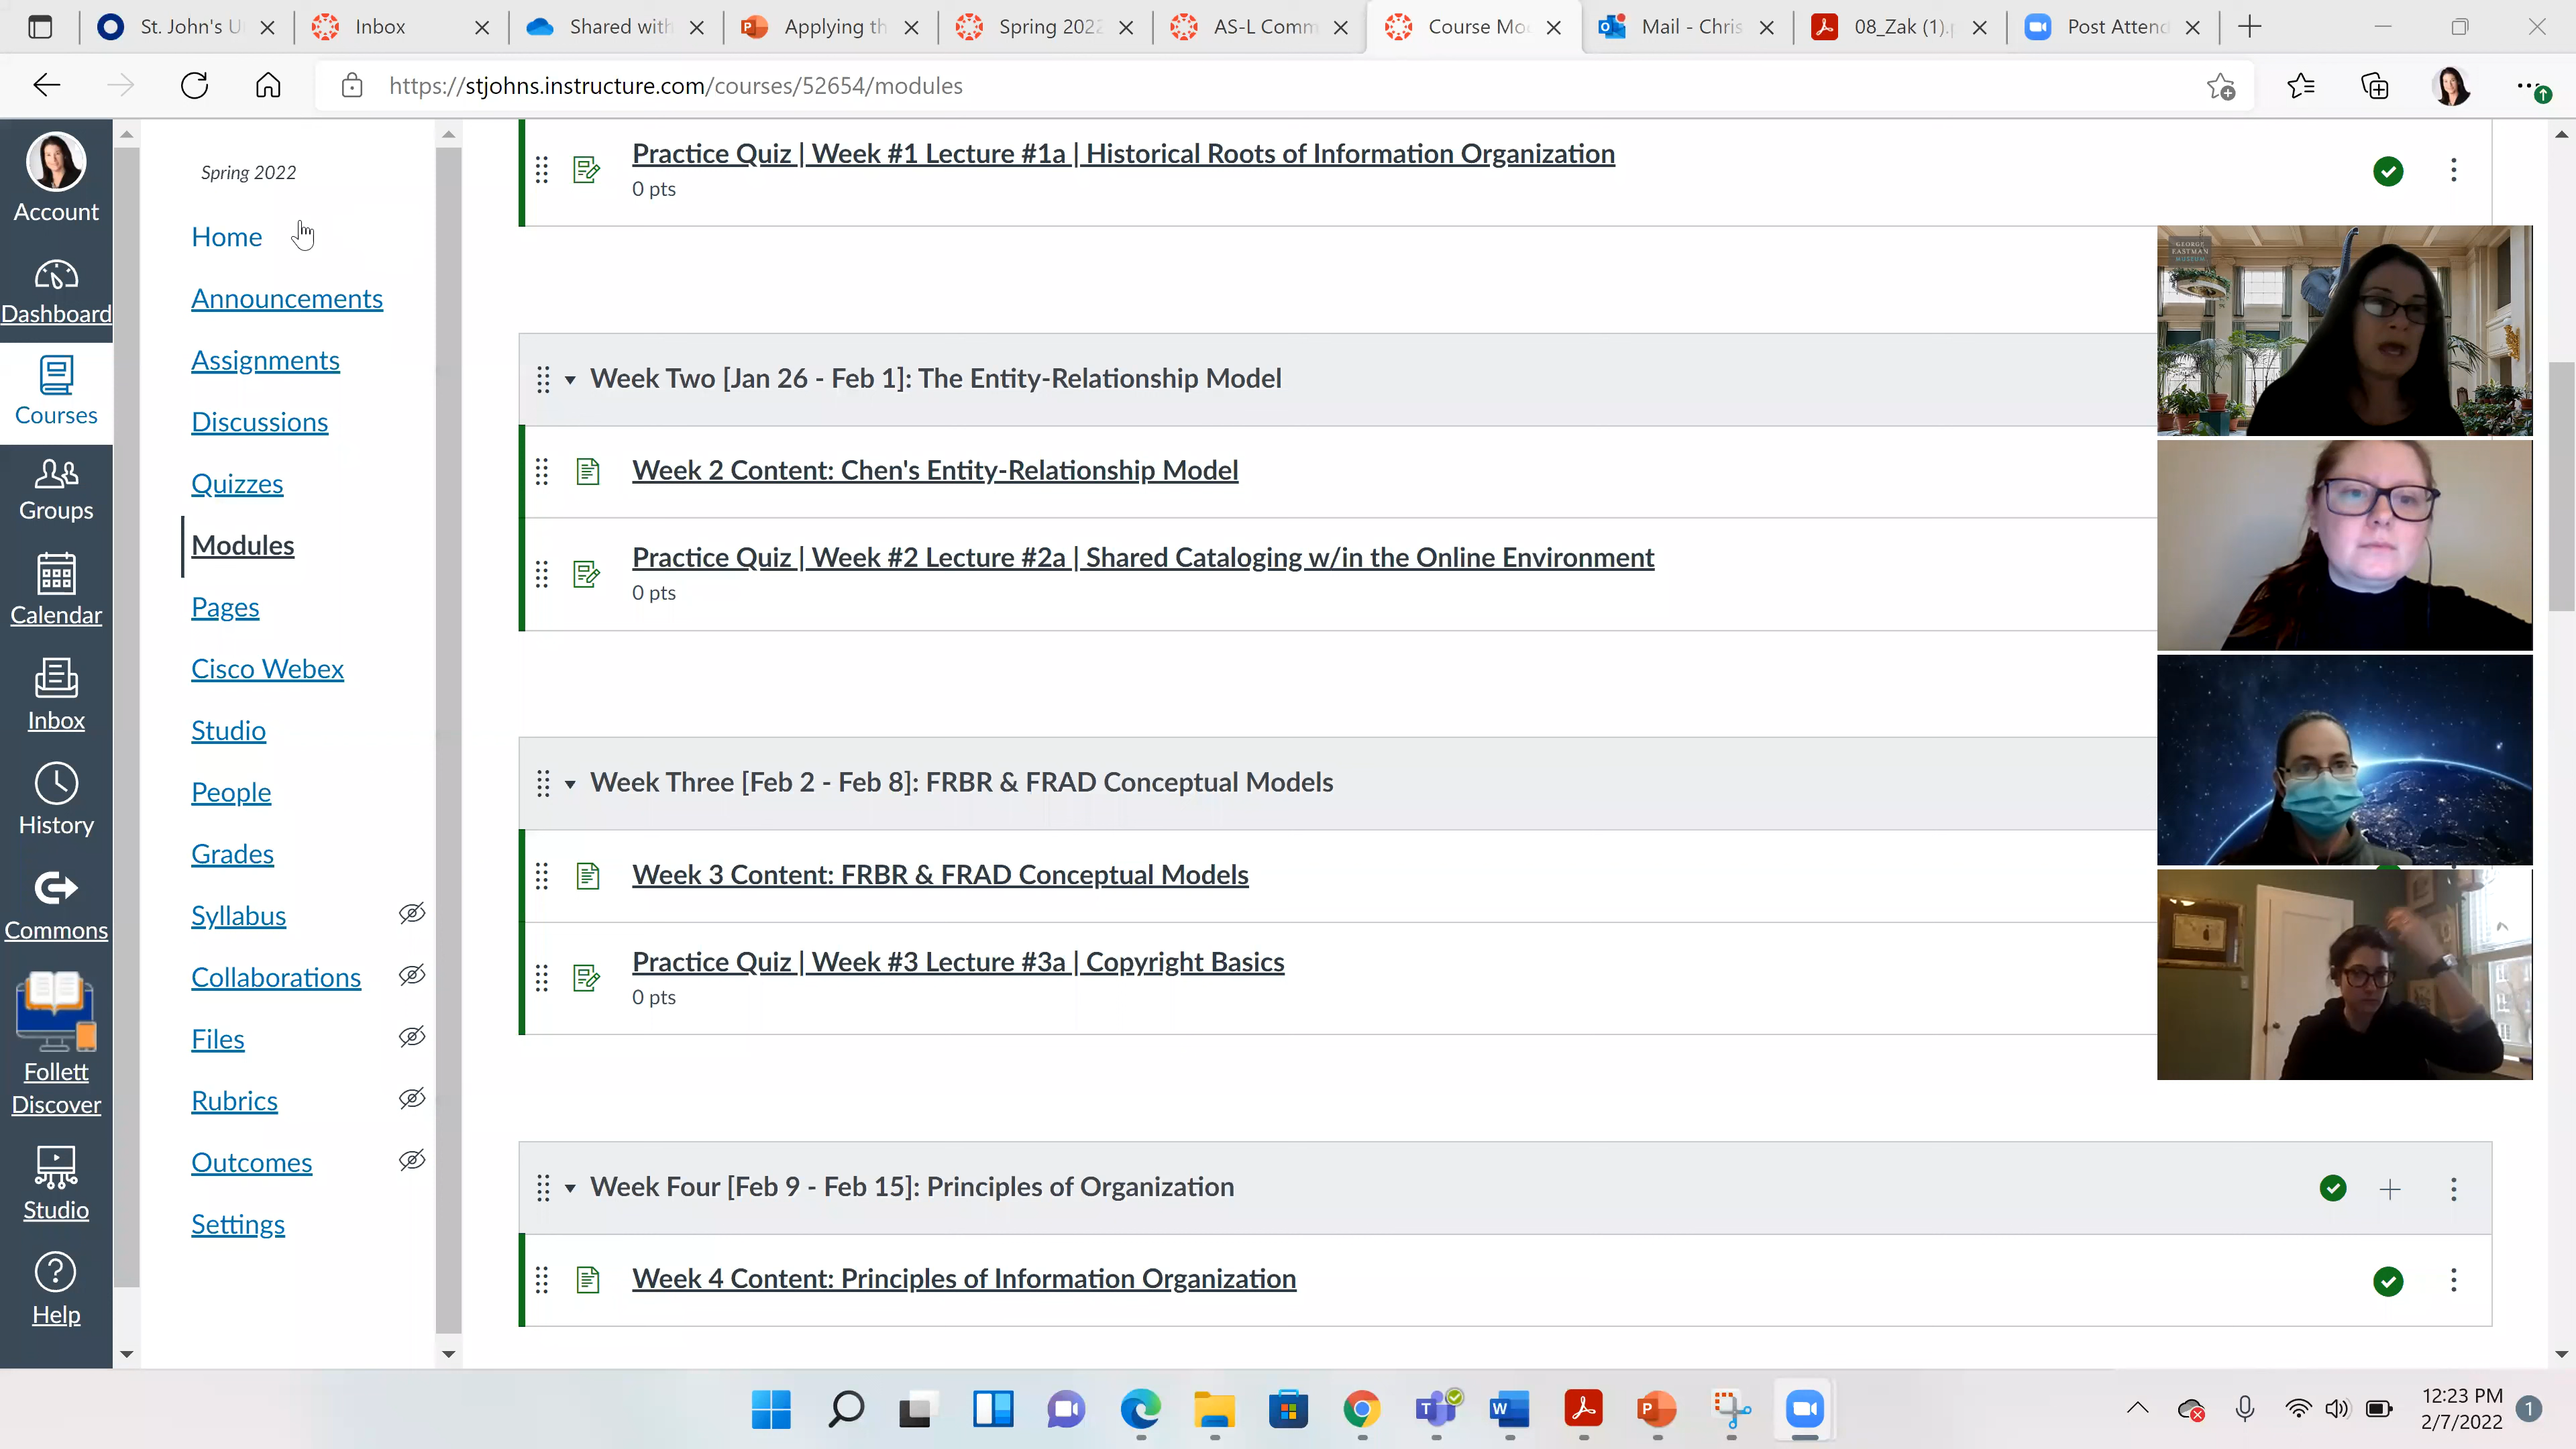 St. John's U
Inbox
Shared with
Applying th
Spring 2022
AS-L Comm
Course Mo
Mail - Chris
08_Zak (1).p
Post Attend
https://stjohns.instructure.com/courses/52654/modules
Account
Dashboard
Courses
Groups
Calendar
Inbox
History
Commons
Follett
Discover
Studio
Help
Spring 2022
Home
Announcements
Assignments
Discussions
Quizzes
Modules
Pages
Cisco Webex
Studio
People
Grades
Syllabus
Collaborations
Files
Rubrics
Outcomes
Settings
Practice Quiz | Week #1 Lecture #1a | Historical Roots of Information Organization
0 pts
Week Two [Jan 26 - Feb 1]: The Entity-Relationship Model
Week 2 Content: Chen's Entity-Relationship Model
Practice Quiz | Week #2 Lecture #2a | Shared Cataloging w/in the Online Environment
0 pts
Week Three [Feb 2 - Feb 8]: FRBR & FRAD Conceptual Models
Week 3 Content: FRBR & FRAD Conceptual Models
Practice Quiz | Week #3 Lecture #3a | Copyright Basics
0 pts
Week Four [Feb 9 - Feb 15]: Principles of Organization
Week 4 Content: Principles of Information Organization
GEORGE
EASTMAN
MUSEUM
12:23 PM
2/7/2022
1